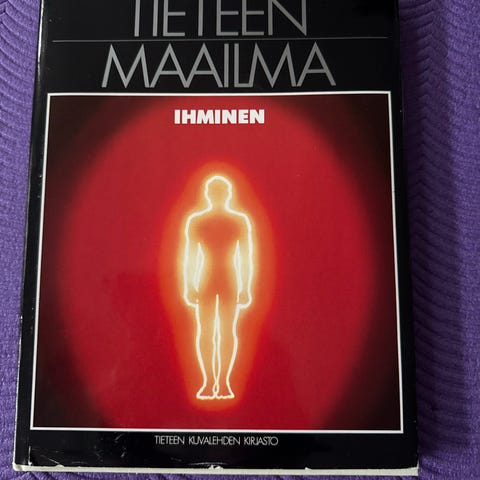 TIETEEN
MAAILMA
IHMINEN
TIETEEN KUVALEHDEN KIRJASTO